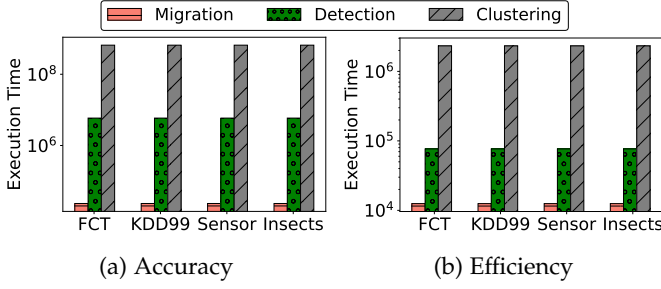 Migration Detection Clustering
Execution Time
10^8
10^6
FCT KDD99 Sensor Insects
(a) Accuracy
Execution Time
10^6
10^5
10^4
FCT KDD99 Sensor Insects
(b) Efficiency